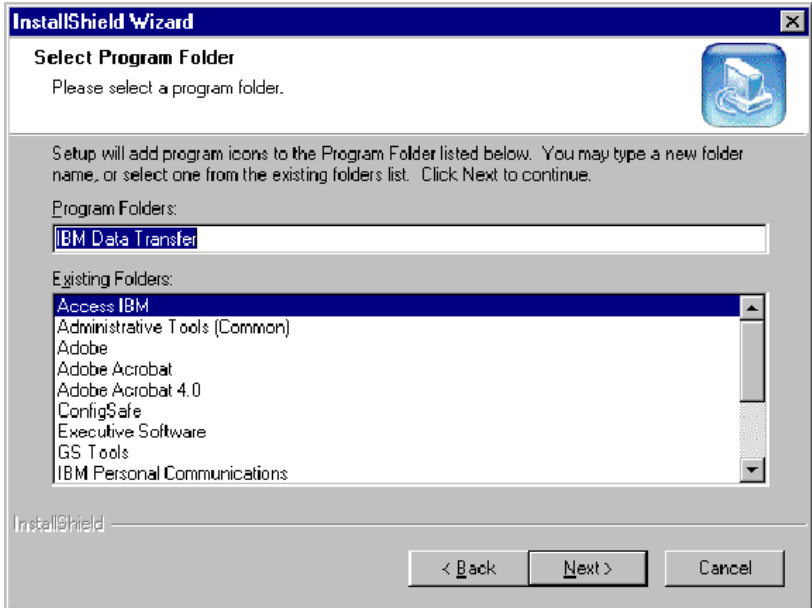 InstallShield Wizard
Select Program Folder
Please select a program folder.
Setup will add program icons to the Program Folder listed below. You may type a new folder
name, or select one from the existing folders list. Click Next to continue.
Program Folders:
IBM Data Transfer
Existing Folders:
Access IBM
Administrative Tools (Common)
Adobe
Adobe Acrobat
Adobe Acrobat 4.0
ConfigSafe
Executive Software
GS Tools
IBM Personal Communications
InstallShield
< Back Next > Cancel